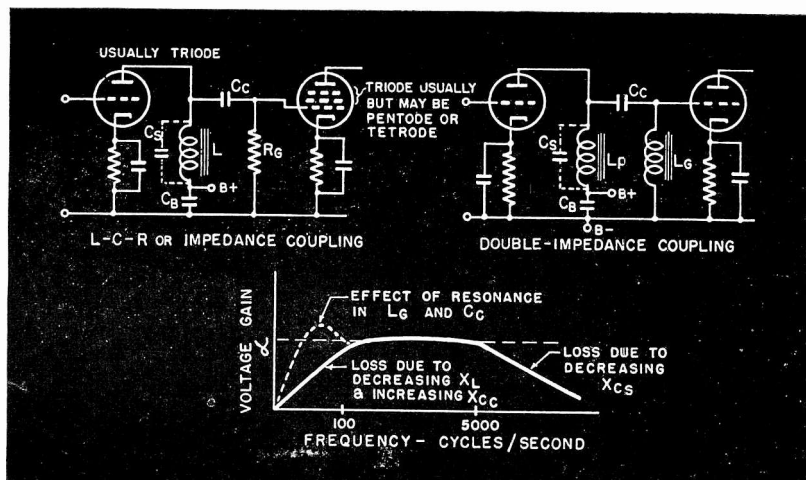 USUALLY TRIODE
CC
TRIODE USUALLY
BUT MAY BE
PENTODE OR
TETRODE
CS
L
RG
B+
CB
L-C-R OR IMPEDANCE COUPLING
CC
CS
LP
LG
B+
CB
B-
DOUBLE-IMPEDANCE COUPLING
EFFECT OF RESONANCE
IN LG AND CC
VOLTAGE GAIN
α
LOSS DUE TO
DECREASING XL
& INCREASING XCC
LOSS DUE TO
DECREASING
XCS
100
5000
FREQUENCY- CYCLES/SECOND